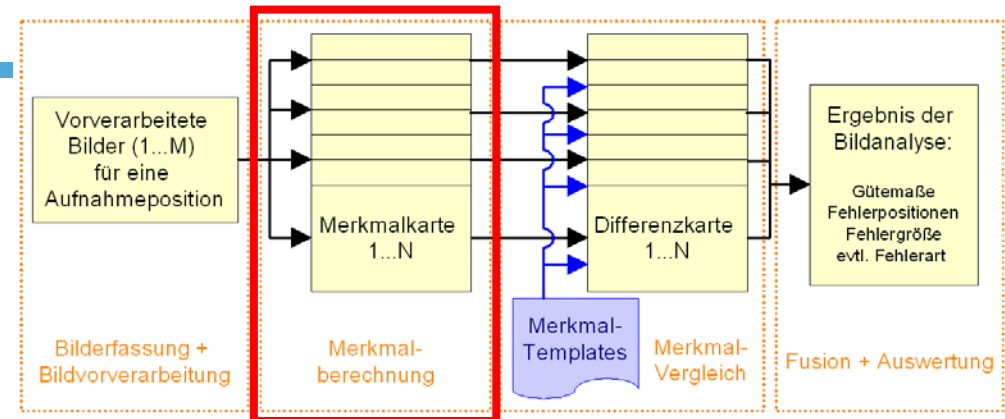 Vorverarbeitete
Bilder (1...M)
für eine
Aufnahmeposition
Bilderfassung +
Bildvorverarbeitung
Merkmalkarte
1...N
Merkmal-
berechnung
Differenzkarte
1...N
Merkmal-
Templates
Merkmal-
Vergleich
Ergebnis der
Bildanalyse:
Gütemaße
Fehlerpositionen
Fehlergröße
evtl. Fehlerart
Fusion + Auswertung